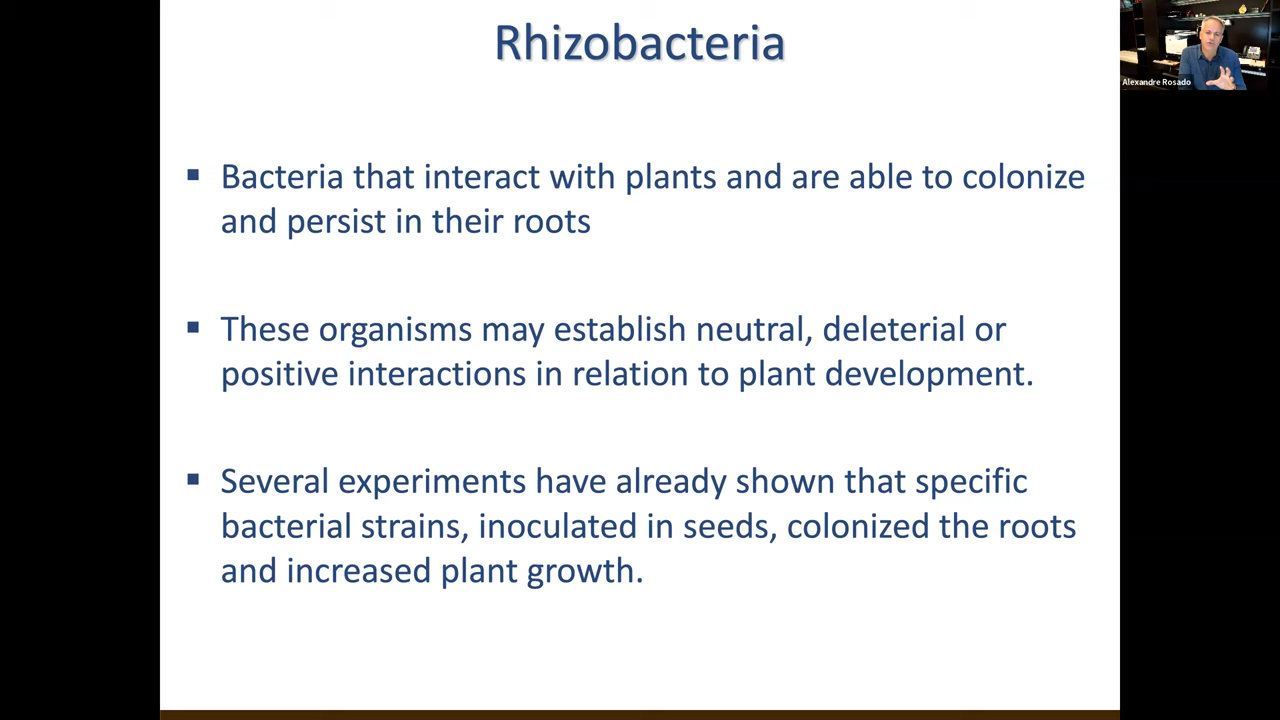 Rhizobacteria
Alexandre Rosado
▪ Bacteria that interact with plants and are able to colonize
and persist in their roots
▪ These organisms may establish neutral, deleterial or
positive interactions in relation to plant development.
▪ Several experiments have already shown that specific
bacterial strains, inoculated in seeds, colonized the roots
and increased plant growth.